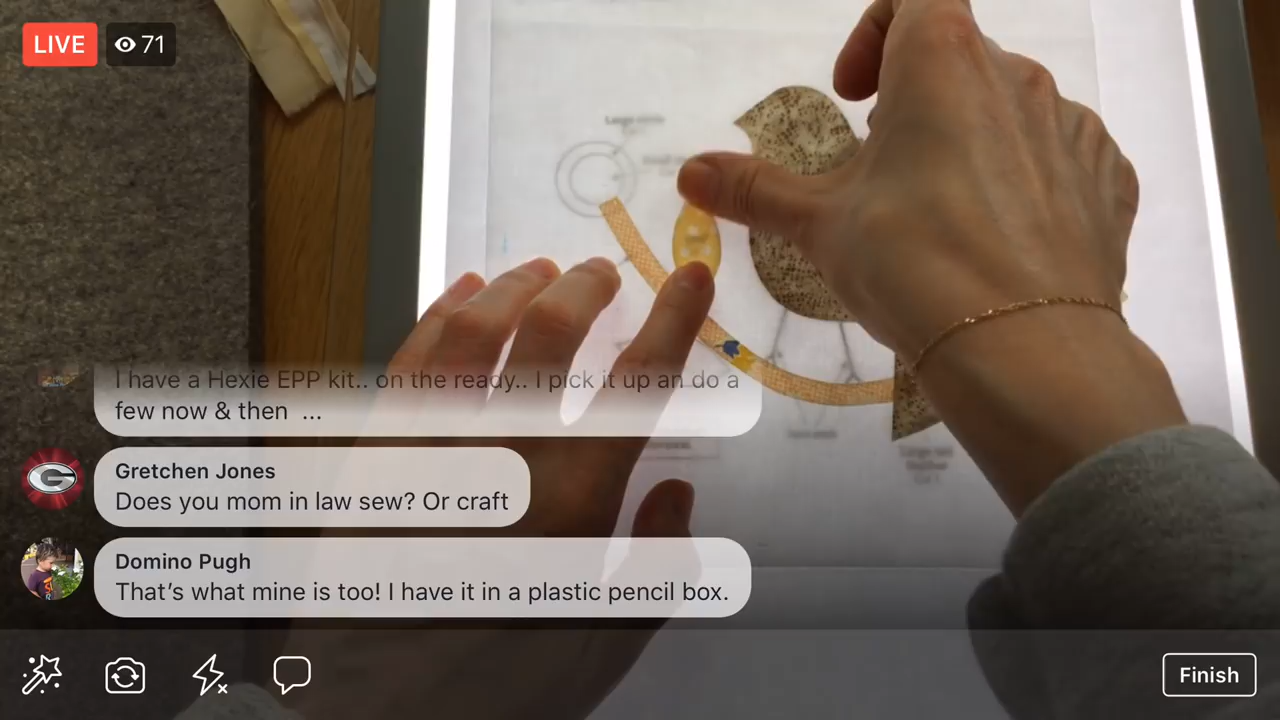 LIVE
71
I have a Hexie EPP kit.. on the ready.. I pick it up an do a
few now & then ...
Gretchen Jones
Does you mom in law sew? Or craft
Domino Pugh
That's what mine is too! I have it in a plastic pencil box.
Finish